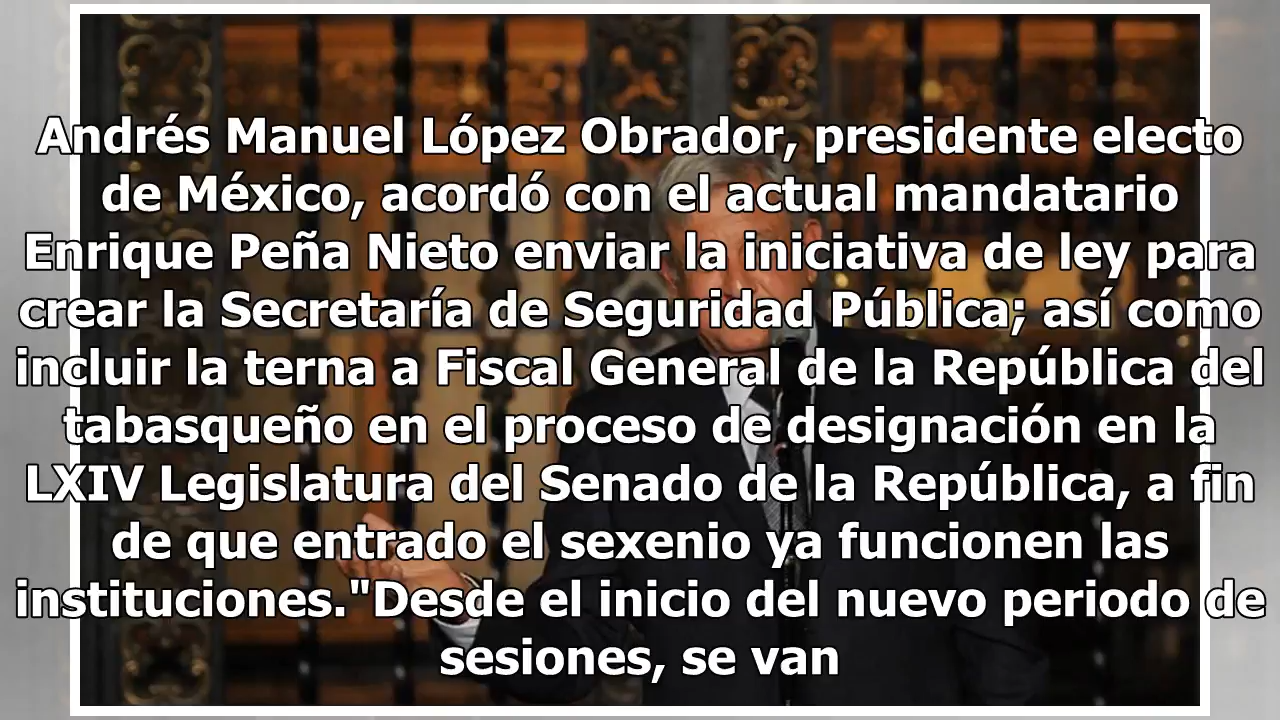 Andrés Manuel López Obrador, presidente electo
de México, acordó con el actual mandatario
Enrique Peña Nieto enviar la iniciativa de ley para
crear la Secretaría de Seguridad Pública; así como
incluir la terna a Fiscal General de la República del
tabasqueño en el proceso de designación en la
LXIV Legislatura del Senado de la República, a fin
de que entrado el sexenio ya funcionen las
instituciones."Desde el inicio del nuevo periodo de
sesiones, se van